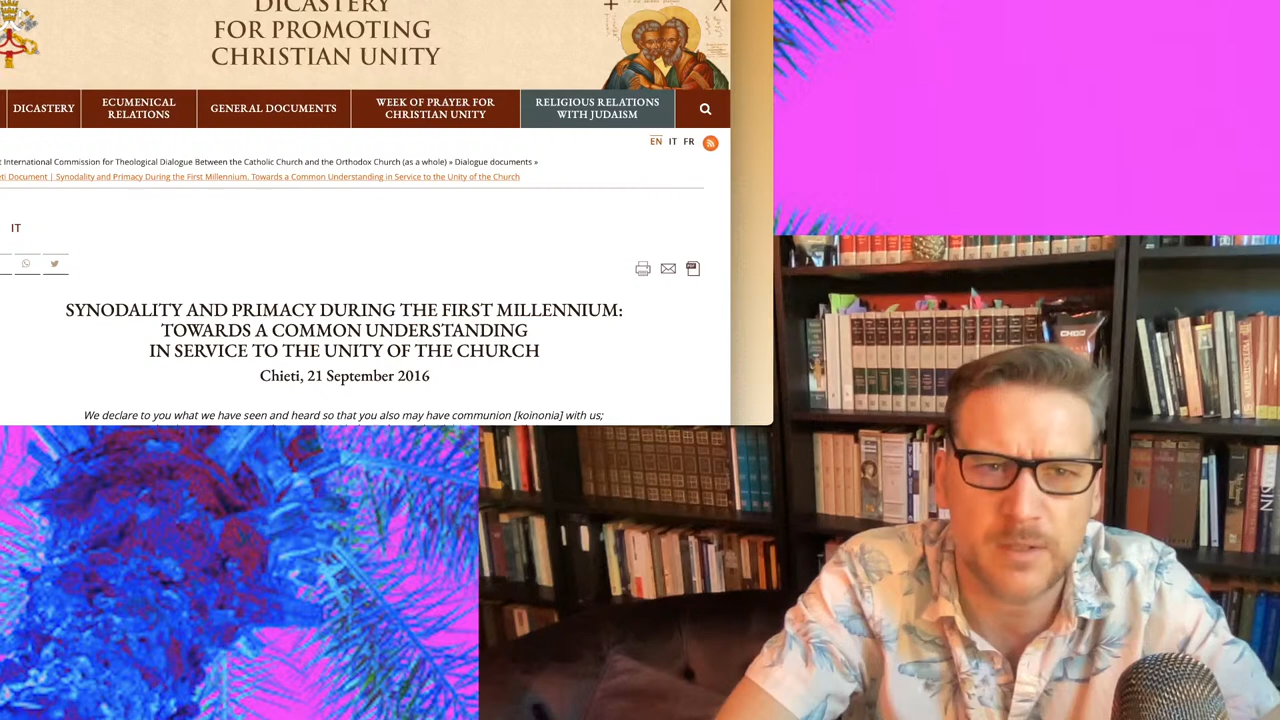 DICASTERY
FOR PROMOTING
CHRISTIAN UNITY
DICASTERY
ECUMENICAL
RELATIONS
GENERAL DOCUMENTS
WEEK OF PRAYER FOR
CHRISTIAN UNITY
RELIGIOUS RELATIONS
WITH JUDAISM
EN IT FR
International Commission for Theological Dialogue Between the Catholic Church and the Orthodox Church (as a whole) » Dialogue documents »
Document | Synodality and Primacy During the First Millennium. Towards a Common Understanding in Service to the Unity of the Church
IT
SYNODALITY AND PRIMACY DURING THE FIRST MILLENNIUM:
TOWARDS A COMMON UNDERSTANDING
IN SERVICE TO THE UNITY OF THE CHURCH
Chieti, 21 September 2016
We declare to you what we have seen and heard so that you also may have communion [koinonia] with us;